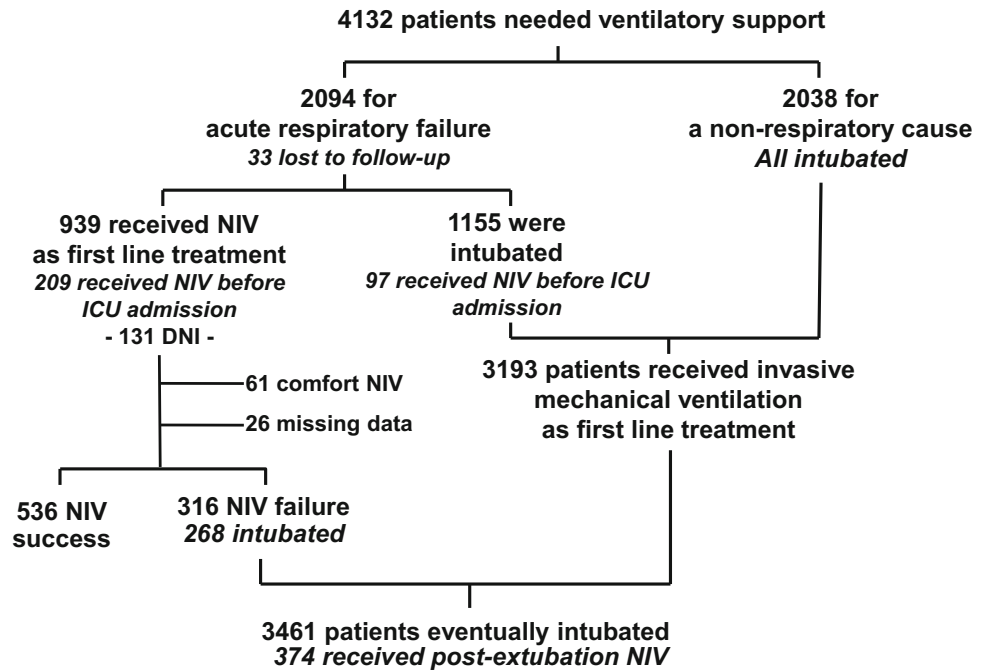 4132 patients needed ventilatory support
2094 for
acute respiratory failure
33 lost to follow-up
2038 for
a non-respiratory cause
All intubated
939 received NIV
as first line treatment
209 received NIV before
ICU admission
- 131 DNI -
1155 were
intubated
97 received NIV before ICU
admission
61 comfort NIV
26 missing data
3193 patients received invasive
mechanical ventilation
as first line treatment
536 NIV
success
316 NIV failure
268 intubated
3461 patients eventually intubated
374 received post-extubation NIV